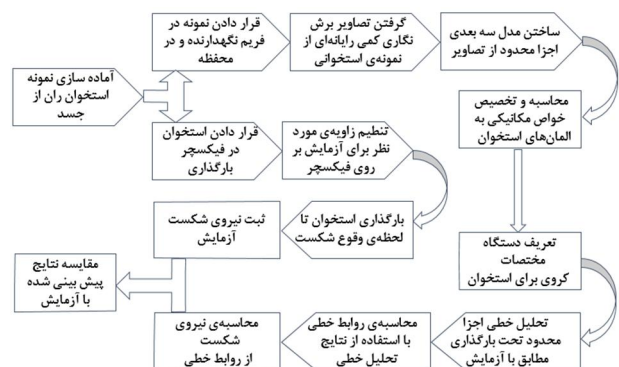 آماده سازی نمونه
استخوان ران از
جسد
قرار دادن نمونه در
فریم نگهدارنده و در
محفظه
گرفتن تصاویر برش
نگاری کمی رایانه‌ای از
نمونه‌ی استخوانی
ساختن مدل سه بعدی
اجزا محدود از تصاویر
محاسبه و تخصیص
خواص مکانیکی به
المان‌های استخوان
تعریف دستگاه
مختصات
کروی برای استخوان
تحلیل خطی اجزا
محدود تحت بارگذاری
مطابق با آزمایش
محاسبه‌ی روابط خطی
با استفاده از نتایج
تحلیل خطی
محاسبه‌ی نیروی
شکست
از روابط خطی
قرار دادن استخوان
در فیکسچر
بارگذاری
تنطیم زاویه‌ی مورد
نظر برای آزمایش بر
روی فیکسچر
بارگذاری استخوان تا
لحظه‌ی وقوع شکست
ثبت نیروی شکست
آزمایش
مقایسه نتایج
پیش بینی شده
با آزمایش